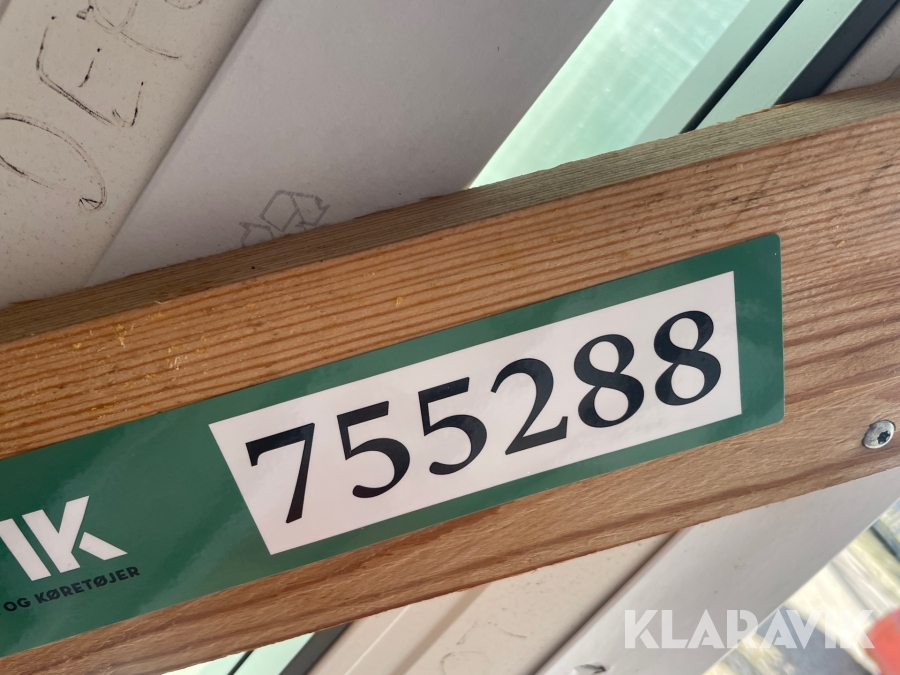 755288
IK
OG KØRETØJER
KLARAVIK